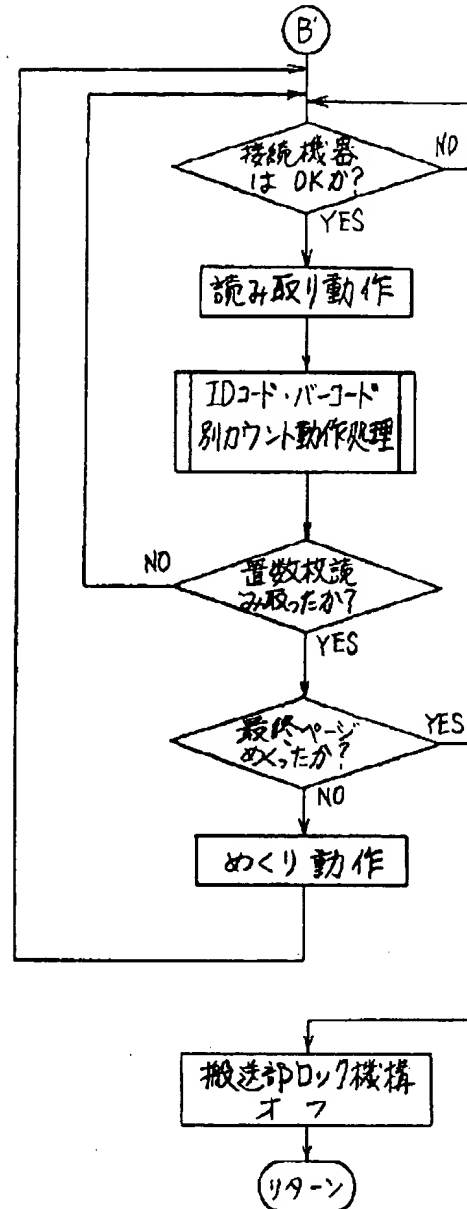 B'
接続機器
は OKか?
NO
YES
読み取り動作
IDコード・バーコード
別カウント動作処理
NO
置数枚読
み取ったか?
YES
最終ページ
めくったか?
YES
NO
めくり動作
搬送部ロック機構
オフ
リターン